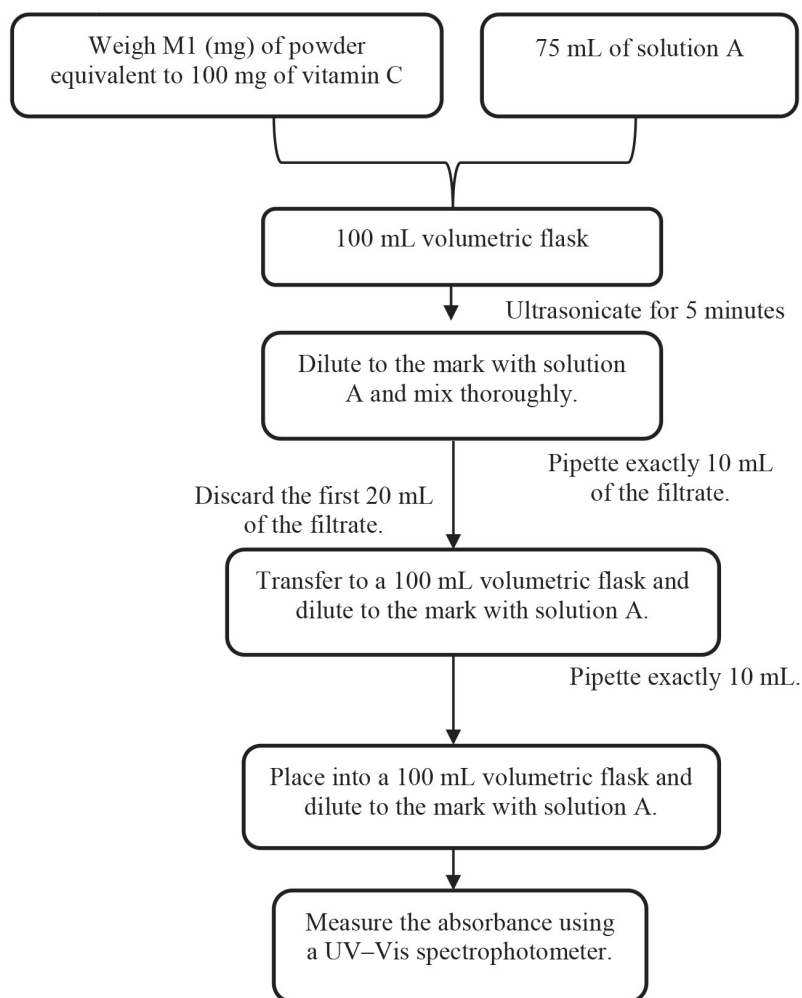 Weigh M1 (mg) of powder
equivalent to 100 mg of vitamin C
75 mL of solution A
100 mL volumetric flask
Ultrasonicate for 5 minutes
Dilute to the mark with solution
A and mix thoroughly.
Pipette exactly 10 mL
of the filtrate.
Discard the first 20 mL
of the filtrate.
Transfer to a 100 mL volumetric flask and
dilute to the mark with solution A.
Pipette exactly 10 mL.
Place into a 100 mL volumetric flask and
dilute to the mark with solution A.
Measure the absorbance using
a UV–Vis spectrophotometer.